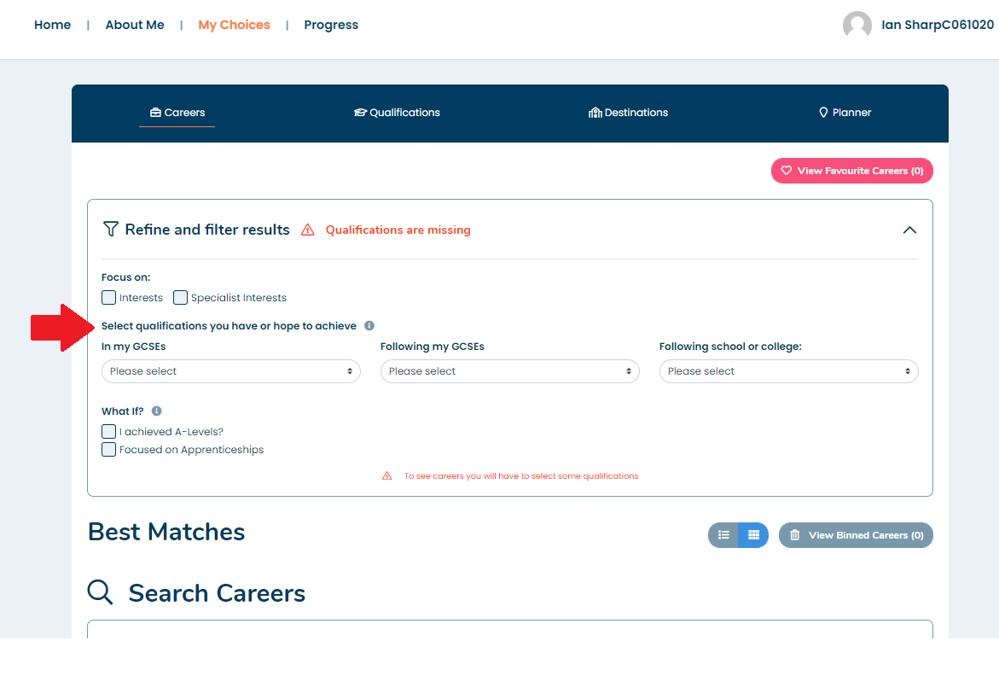 Home | About Me | My Choices | Progress Ian SharpC061020
Careers Qualifications Destinations Planner
View Favourite Careers (0)
Refine and filter results Qualifications are missing
Focus on:
Interests Specialist Interests
Select qualifications you have or hope to achieve
In my GCSEs Following my GCSEs Following school or college:
Please select Please select Please select
What If?
I achieved A-Levels?
Focused on Apprenticeships
To see careers you will have to select some qualifications
Best Matches View Binned Careers (0)
Search Careers